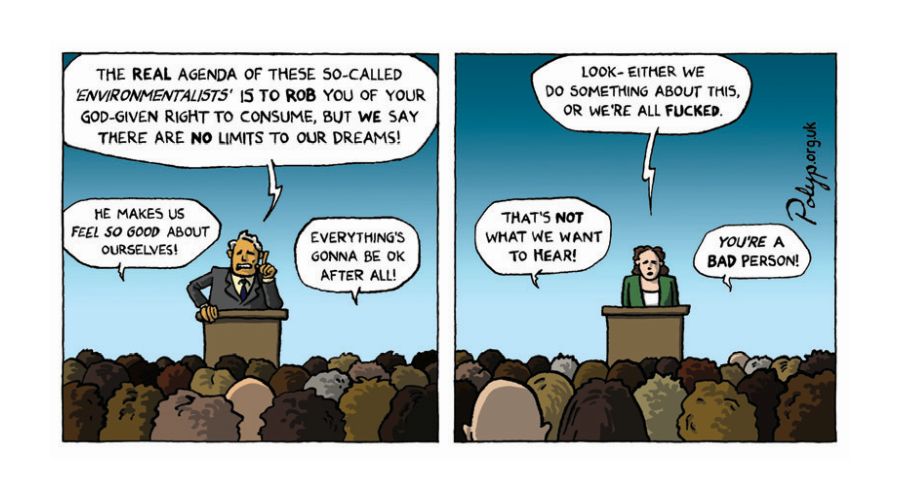 THE REAL AGENDA OF THESE SO-CALLED
'ENVIRONMENTALISTS' IS TO ROB YOU OF YOUR
GOD-GIVEN RIGHT TO CONSUME, BUT WE SAY
THERE ARE NO LIMITS TO OUR DREAMS!
HE MAKES US
FEEL SO GOOD ABOUT
OURSELVES!
EVERYTHING'S
GONNA BE OK
AFTER ALL!
LOOK- EITHER WE
DO SOMETHING ABOUT THIS,
OR WE'RE ALL FUCKED.
THAT'S NOT
WHAT WE WANT
TO HEAR!
YOU'RE A
BAD PERSON!
Polyp.org.uk